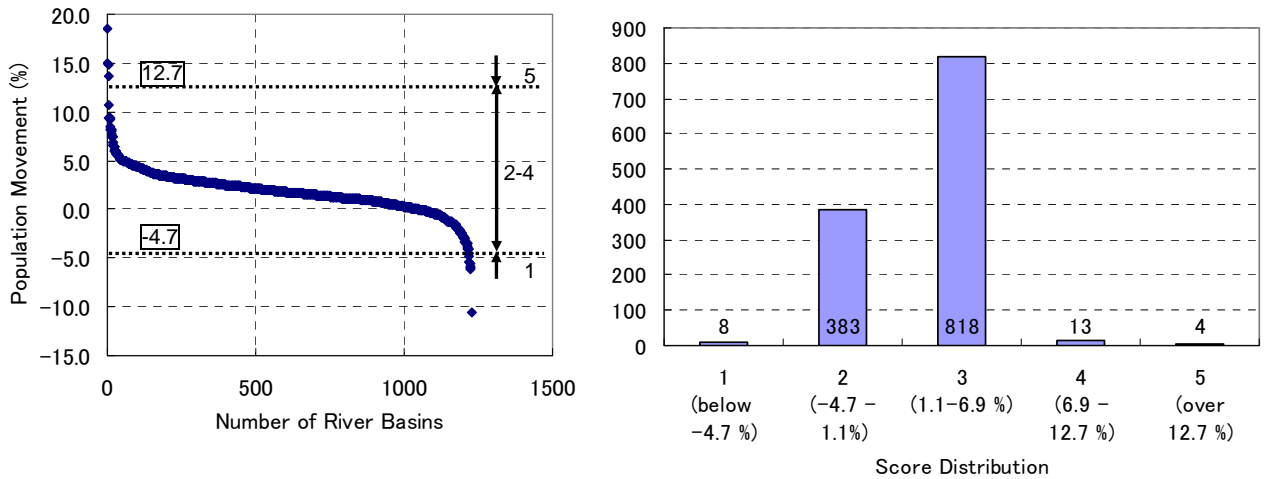 20.0
15.0
10.0
5.0
0.0
−5.0
−10.0
−15.0
Population Movement (%)
12.7
-4.7
5
2-4
1
0 500 1000 1500
Number of River Basins
900
800
700
600
500
400
300
200
100
0
8 383 818 13 4
1 2 3 4 5
(below (−4.7 − (1.1−6.9 %) (6.9 − (over
−4.7 %) 1.1%) 12.7 %) 12.7 %)
Score Distribution